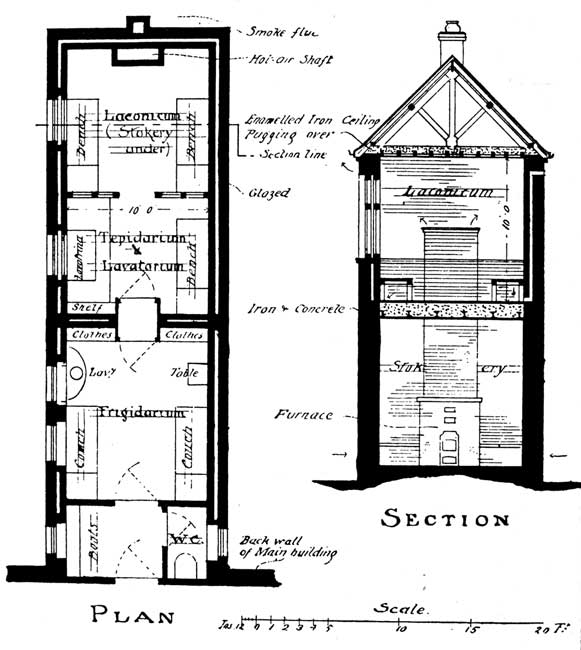 Smoke flue
Hot-air Shaft
Laconicum
(Stokery
under)
Bench
Bench
Enamelled Iron Ceiling
Pugging over
Section line
Glazed
10' 0
Tepidarium
Lavatorium
Bench
Shelf
Clothes
Clothes
Lavy
Table
Frigidarium
Couch
Couch
Boots
W.C.
Back wall
of Main building
PLAN
Laconicum
10' 0
Iron & Concrete
Stokery
Furnace
SECTION
Scale.
Ins. 12 0 1 2 3 4 5 10 15 20 Ft